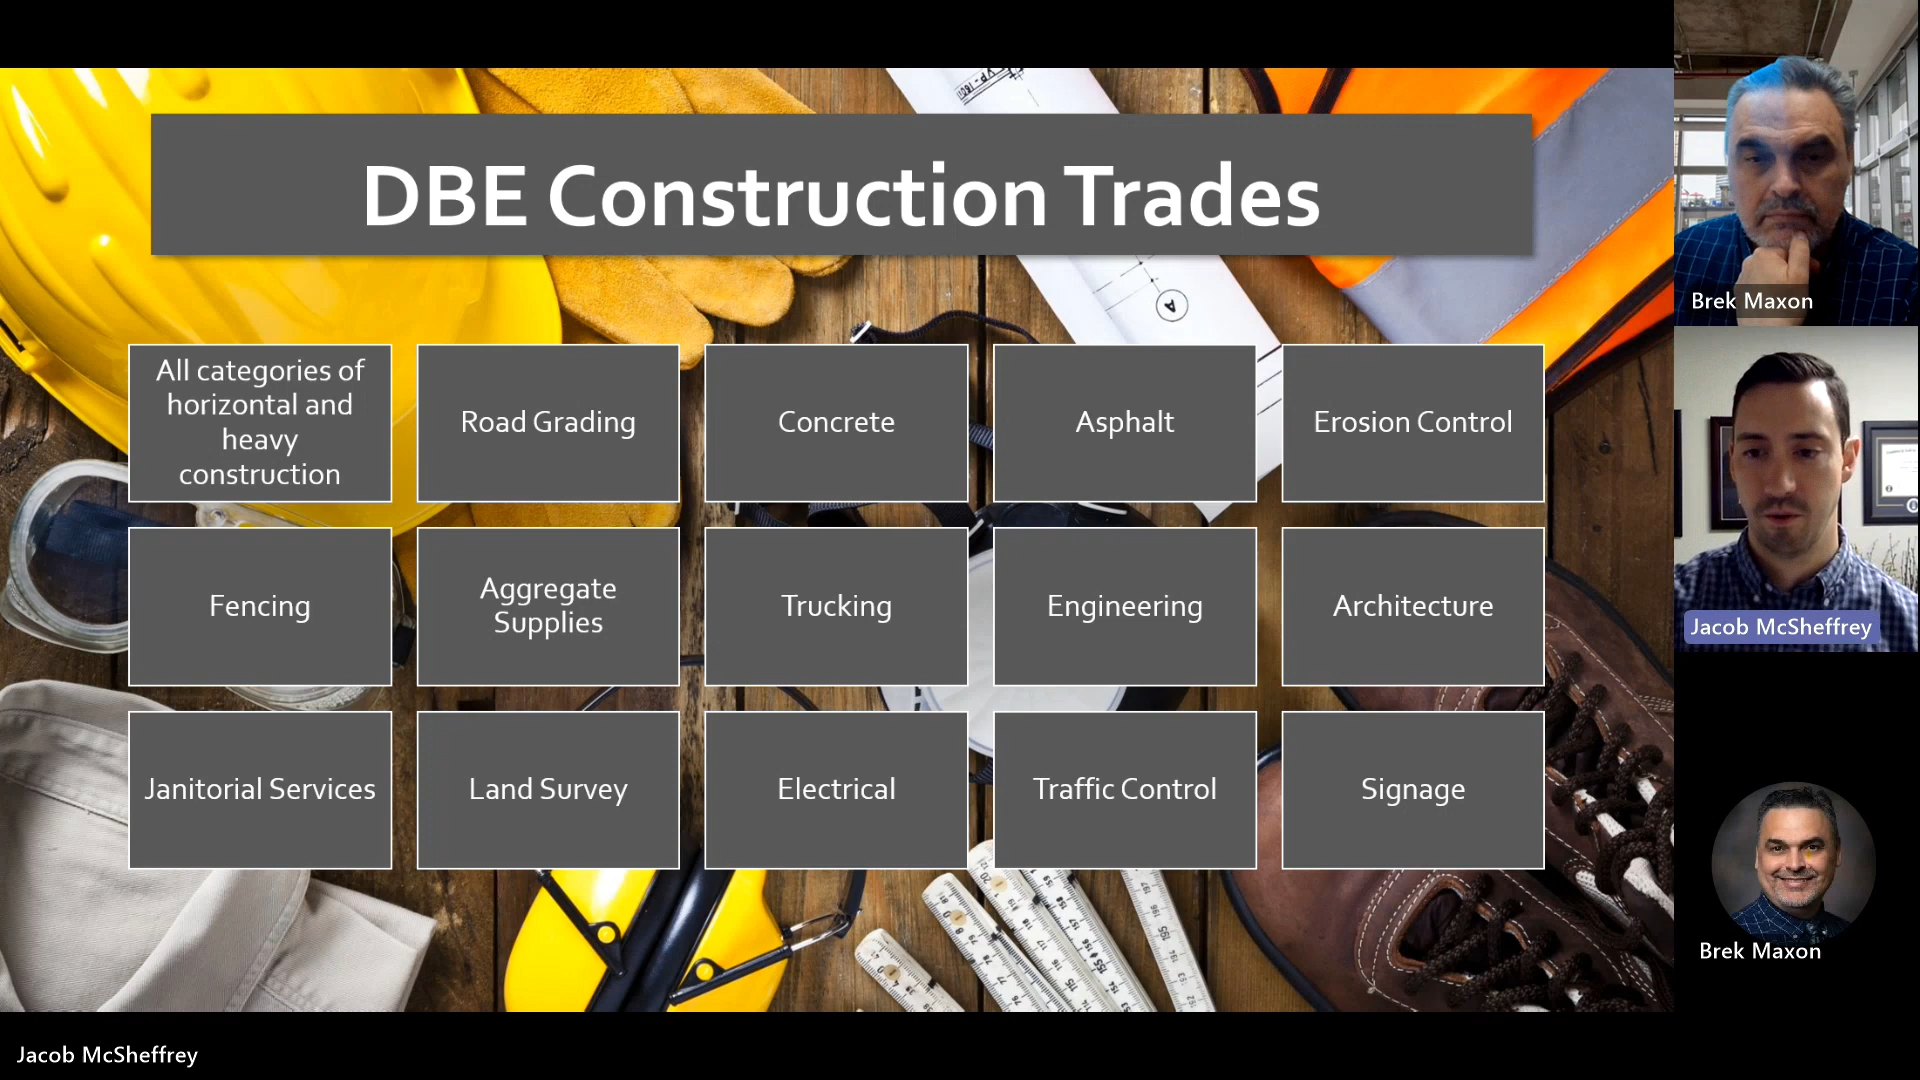 DBE Construction Trades
All categories of
horizontal and
heavy
construction
Road Grading
Concrete
Asphalt
Erosion Control
Fencing
Aggregate
Supplies
Trucking
Engineering
Architecture
Janitorial Services
Land Survey
Electrical
Traffic Control
Signage
A
Brek Maxon
Jacob McSheffrey
Brek Maxon
Jacob McSheffrey